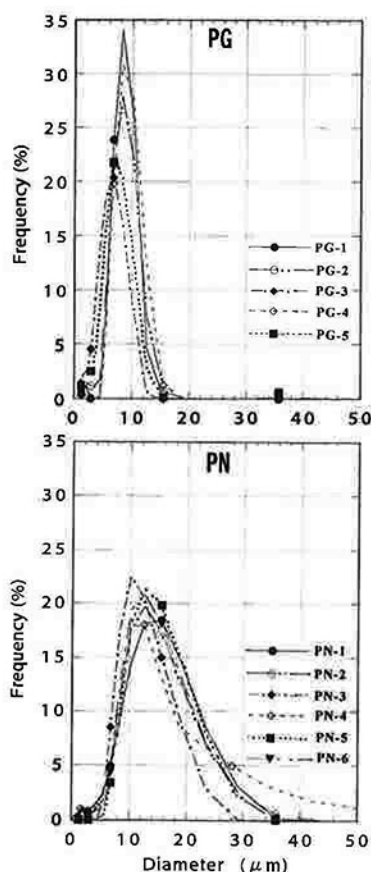 PG
35
30
25
20
15
10
5
0
Frequency (%)
PG-1
PG-2
PG-3
PG-4
PG-5
0 10 20 30 40 50
PN
35
30
25
20
15
10
5
0
Frequency (%)
PN-1
PN-2
PN-3
PN-4
PN-5
PN-6
0 10 20 30 40 50
Diameter (μm)